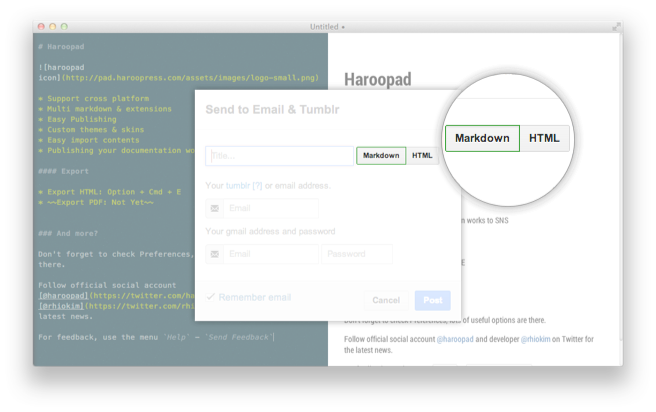 Untitled •
# Haroopad
![haroopad
icon](http://pad.haroopress.com/assets/images/logo-small.png)
* Support cross platform
* Multi markdown & extensions
* Easy Publishing
* Custom themes & skins
* Easy import contents
* Publishing your documentation wo
#### Export
* Export HTML: Option + Cmd + E
* ~~Export PDF: Not Yet~~
### And more?
Don't forget to check Preferences,
there.
Follow official social account
[@haroopad](https://twitter.com/ha
[@rhiokim](https://twitter.com/rhi
latest news.
For feedback, use the menu `Help` – `Send Feedback`
Haroopad
n works to SNS
E
Don't forget to check Preferences, lots of useful options are there.
Follow official social account @haroopad and developer @rhiokim on Twitter for
the latest news.
Send to Email & Tumblr
Title...
Markdown HTML
Your tumblr [?] or email address.
Email
Your gmail address and password
Email Password
Remember email
Cancel Post
Markdown HTML